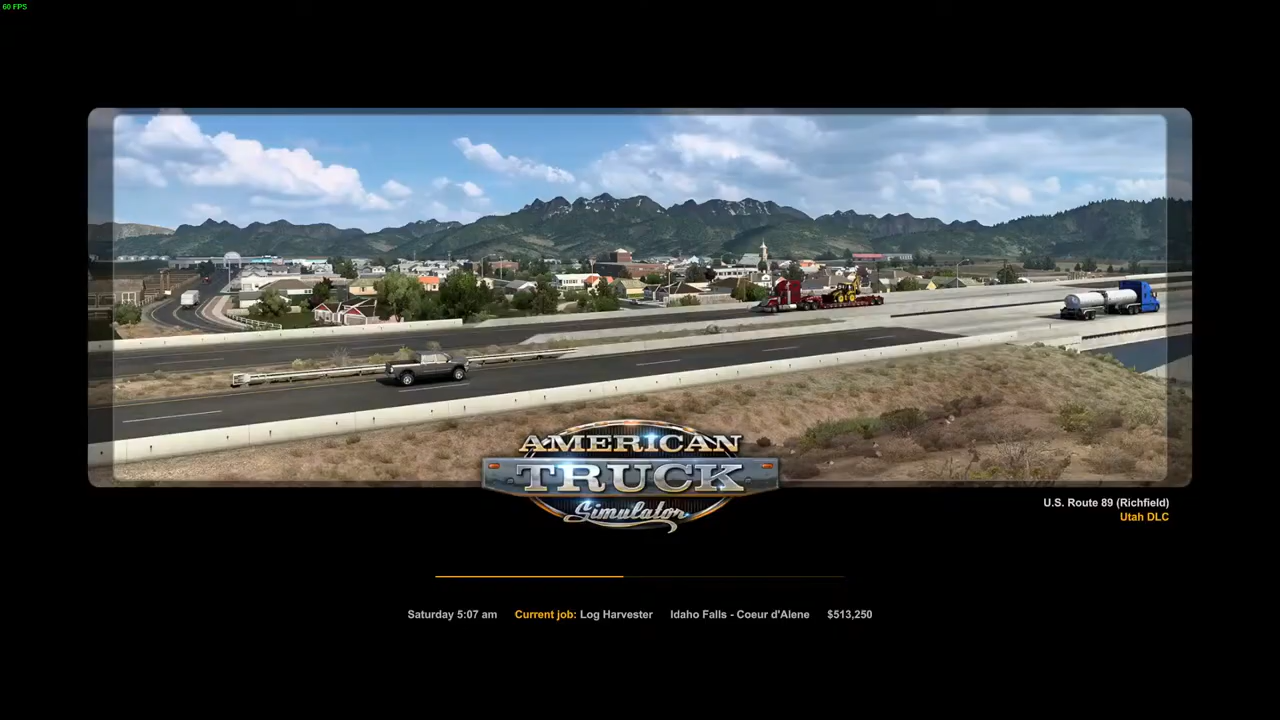 60 FPS
AMERICAN
TRUCK
Simulator
U.S. Route 89 (Richfield)
Utah DLC
Saturday 5:07 am Current job: Log Harvester Idaho Falls - Coeur d'Alene $513,250